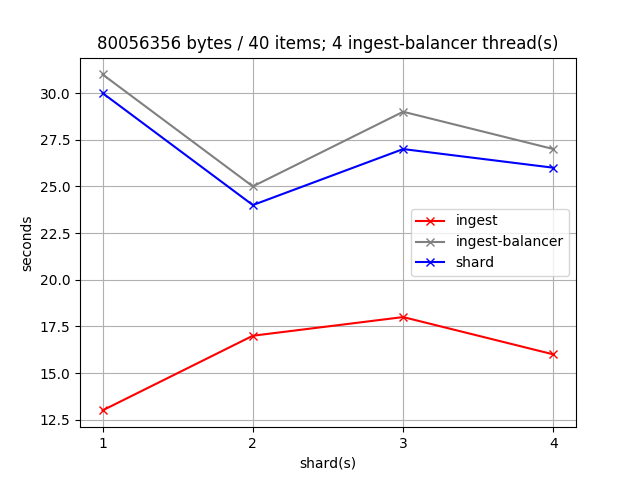 80056356 bytes / 40 items; 4 ingest-balancer thread(s)
30.0
27.5
25.0
22.5
20.0
17.5
15.0
12.5
seconds
ingest
ingest-balancer
shard
1 2 3 4
shard(s)